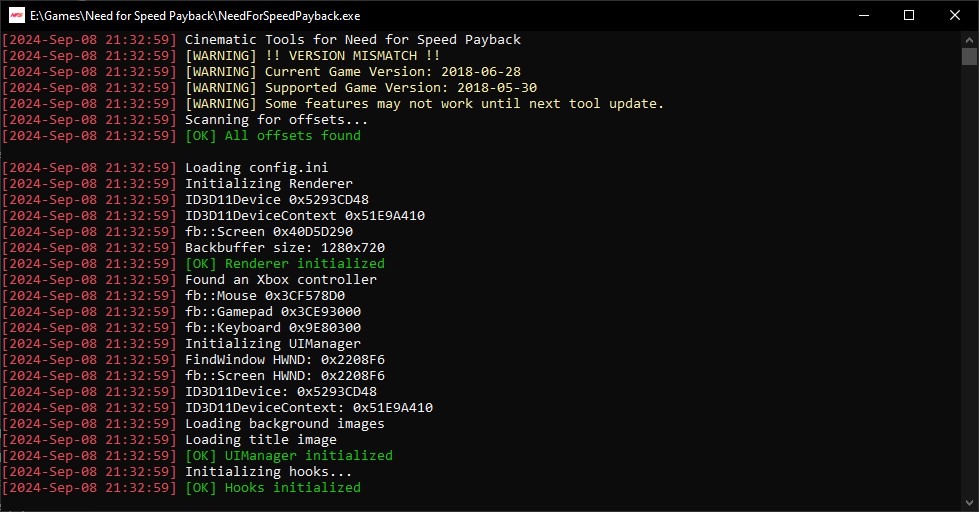 E:\Games\Need for Speed Payback\NeedForSpeedPayback.exe
[2024-Sep-08 21:32:59] Cinematic Tools for Need for Speed Payback
[2024-Sep-08 21:32:59] [WARNING] !! VERSION MISMATCH !!
[2024-Sep-08 21:32:59] [WARNING] Current Game Version: 2018-06-28
[2024-Sep-08 21:32:59] [WARNING] Supported Game Version: 2018-05-30
[2024-Sep-08 21:32:59] [WARNING] Some features may not work until next tool update.
[2024-Sep-08 21:32:59] Scanning for offsets...
[2024-Sep-08 21:32:59] [OK] All offsets found
[2024-Sep-08 21:32:59] Loading config.ini
[2024-Sep-08 21:32:59] Initializing Renderer
[2024-Sep-08 21:32:59] ID3D11Device 0x5293CD48
[2024-Sep-08 21:32:59] ID3D11DeviceContext 0x51E9A410
[2024-Sep-08 21:32:59] fb::Screen 0x40D5D290
[2024-Sep-08 21:32:59] Backbuffer size: 1280x720
[2024-Sep-08 21:32:59] [OK] Renderer initialized
[2024-Sep-08 21:32:59] Found an Xbox controller
[2024-Sep-08 21:32:59] fb::Mouse 0x3CF578D0
[2024-Sep-08 21:32:59] fb::Gamepad 0x3CE93000
[2024-Sep-08 21:32:59] fb::Keyboard 0x9E80300
[2024-Sep-08 21:32:59] Initializing UIManager
[2024-Sep-08 21:32:59] FindWindow HWND: 0x2208F6
[2024-Sep-08 21:32:59] fb::Screen HWND: 0x2208F6
[2024-Sep-08 21:32:59] ID3D11Device: 0x5293CD48
[2024-Sep-08 21:32:59] ID3D11DeviceContext: 0x51E9A410
[2024-Sep-08 21:32:59] Loading background images
[2024-Sep-08 21:32:59] Loading title image
[2024-Sep-08 21:32:59] [OK] UIManager initialized
[2024-Sep-08 21:32:59] Initializing hooks...
[2024-Sep-08 21:32:59] [OK] Hooks initialized